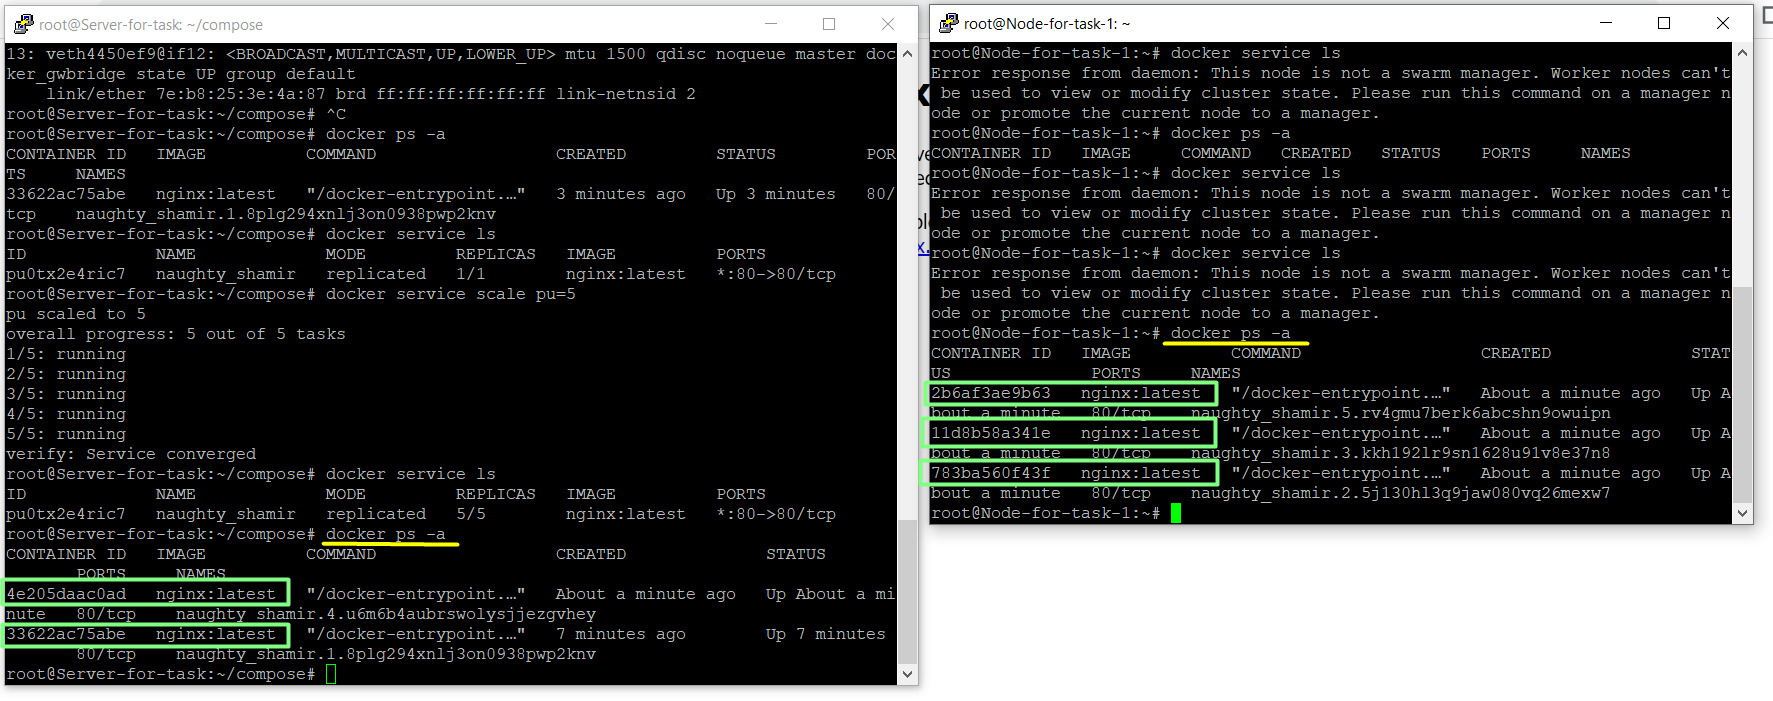 root@Server-for-task: ~/compose
13: veth4450ef9@if12: <BROADCAST,MULTICAST,UP,LOWER_UP> mtu 1500 qdisc noqueue master doc
ker_gwbridge state UP group default
    link/ether 7e:b8:25:3e:4a:87 brd ff:ff:ff:ff:ff:ff link-netnsid 2
root@Server-for-task:~/compose# ^C
root@Server-for-task:~/compose# docker ps -a
CONTAINER ID   IMAGE          COMMAND                  CREATED         STATUS         POR
TS     NAMES
33622ac75abe   nginx:latest   "/docker-entrypoint.…"   3 minutes ago   Up 3 minutes   80/
tcp    naughty_shamir.1.8plg294xnlj3on0938pwp2knv
root@Server-for-task:~/compose# docker service ls
ID             NAME             MODE         REPLICAS   IMAGE          PORTS
pu0tx2e4ric7   naughty_shamir   replicated   1/1        nginx:latest   *:80->80/tcp
root@Server-for-task:~/compose# docker service scale pu=5
pu scaled to 5
overall progress: 5 out of 5 tasks
1/5: running
2/5: running
3/5: running
4/5: running
5/5: running
verify: Service converged
root@Server-for-task:~/compose# docker service ls
ID             NAME             MODE         REPLICAS   IMAGE          PORTS
pu0tx2e4ric7   naughty_shamir   replicated   5/5        nginx:latest   *:80->80/tcp
root@Server-for-task:~/compose# docker ps -a
CONTAINER ID   IMAGE          COMMAND                  CREATED              STATUS
       PORTS     NAMES
4e205daac0ad   nginx:latest   "/docker-entrypoint.…"   About a minute ago   Up About a mi
nute   80/tcp    naughty_shamir.4.u6m6b4aubrswolysjjezgvhey
33622ac75abe   nginx:latest   "/docker-entrypoint.…"   7 minutes ago        Up 7 minutes
       80/tcp    naughty_shamir.1.8plg294xnlj3on0938pwp2knv
root@Server-for-task:~/compose#
root@Node-for-task-1: ~
root@Node-for-task-1:~# docker service ls
Error response from daemon: This node is not a swarm manager. Worker nodes can't
 be used to view or modify cluster state. Please run this command on a manager n
ode or promote the current node to a manager.
root@Node-for-task-1:~# docker ps -a
CONTAINER ID   IMAGE     COMMAND   CREATED   STATUS    PORTS     NAMES
root@Node-for-task-1:~# docker service ls
Error response from daemon: This node is not a swarm manager. Worker nodes can't
 be used to view or modify cluster state. Please run this command on a manager n
ode or promote the current node to a manager.
root@Node-for-task-1:~# docker service ls
Error response from daemon: This node is not a swarm manager. Worker nodes can't
 be used to view or modify cluster state. Please run this command on a manager n
ode or promote the current node to a manager.
root@Node-for-task-1:~# docker ps -a
CONTAINER ID   IMAGE          COMMAND                  CREATED              STAT
US              PORTS     NAMES
2b6af3ae9b63   nginx:latest   "/docker-entrypoint.…"   About a minute ago   Up A
bout a minute   80/tcp    naughty_shamir.5.rv4gmu7berk6abcshn9owuipn
11d8b58a341e   nginx:latest   "/docker-entrypoint.…"   About a minute ago   Up A
bout a minute   80/tcp    naughty_shamir.3.kkh192lr9sn1628u91v8e37n8
783ba560f43f   nginx:latest   "/docker-entrypoint.…"   About a minute ago   Up A
bout a minute   80/tcp    naughty_shamir.2.5j130hl3q9jaw080vq26mexw7
root@Node-for-task-1:~#